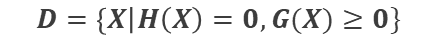 D = {X|H(X) = 0, G(X) ≥ 0}